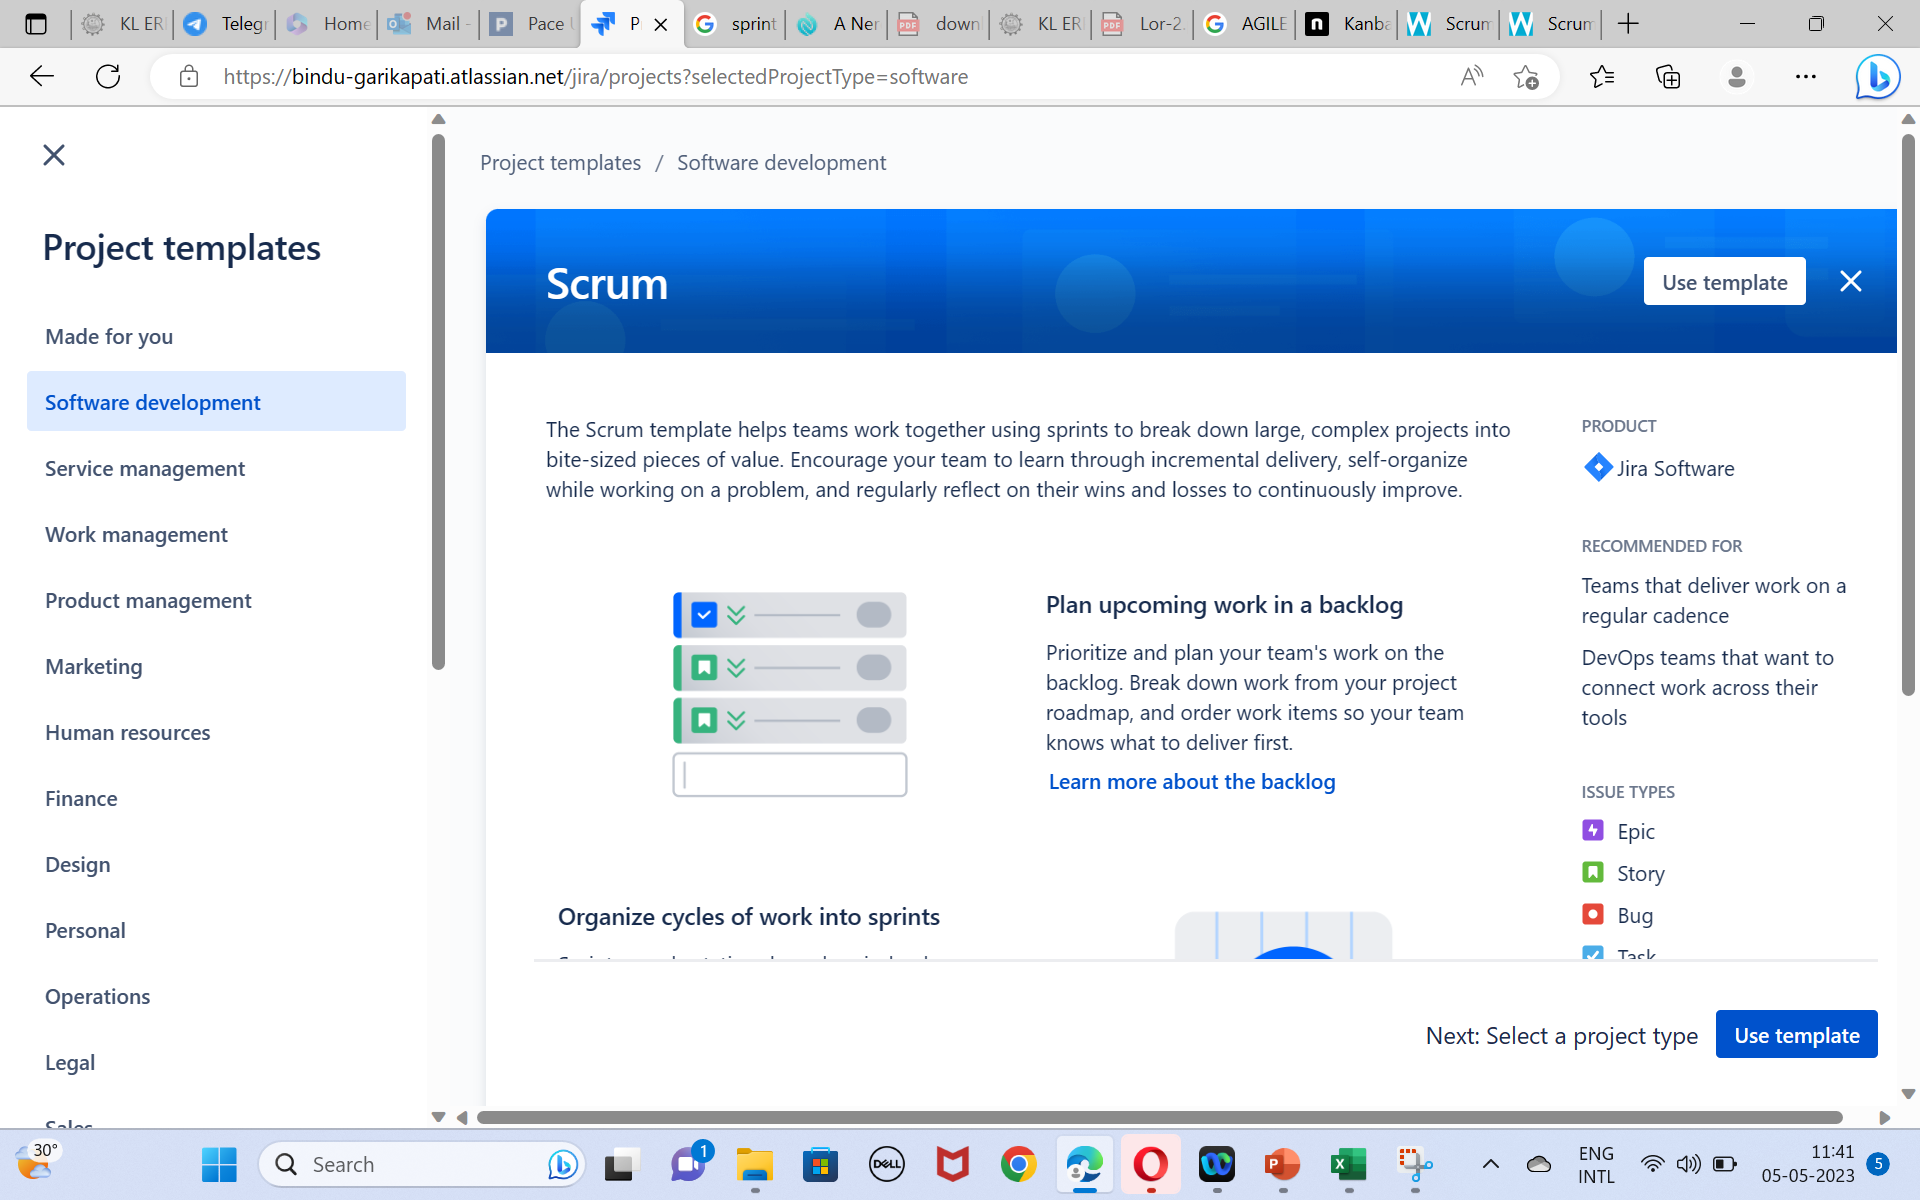 KL ER
Telegr
Home
Mail -
Pace U
P
sprint
A Ner
down
KL ER
Lor-2.
AGILE
Kanba
Scrum
Scrum
https://bindu-garikapati.atlassian.net/jira/projects?selectedProjectType=software
Project templates
Made for you
Software development
Service management
Work management
Product management
Marketing
Human resources
Finance
Design
Personal
Operations
Legal
Sales
Project templates / Software development
Scrum
Use template
The Scrum template helps teams work together using sprints to break down large, complex projects into
bite-sized pieces of value. Encourage your team to learn through incremental delivery, self-organize
while working on a problem, and regularly reflect on their wins and losses to continuously improve.
Plan upcoming work in a backlog
Prioritize and plan your team's work on the
backlog. Break down work from your project
roadmap, and order work items so your team
knows what to deliver first.
Learn more about the backlog
Organize cycles of work into sprints
PRODUCT
Jira Software
RECOMMENDED FOR
Teams that deliver work on a
regular cadence
DevOps teams that want to
connect work across their
tools
ISSUE TYPES
Epic
Story
Bug
Task
Next: Select a project type
Use template
30°
Search
1
DELL
ENG
INTL
11:41
05-05-2023
5